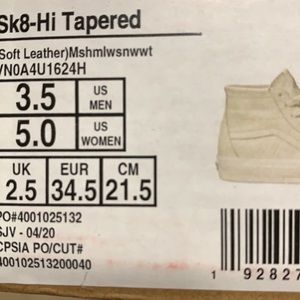 Sk8-Hi Tapered
(Soft Leather)Mshmlwsnwwt
VN0A4U1624H
3.5 US MEN
5.0 US WOMEN
UK EUR CM
2.5 34.5 21.5
PO#4001025132
SJV - 04/20
CPSIA PO/CUT#
400102513200040
1 92827